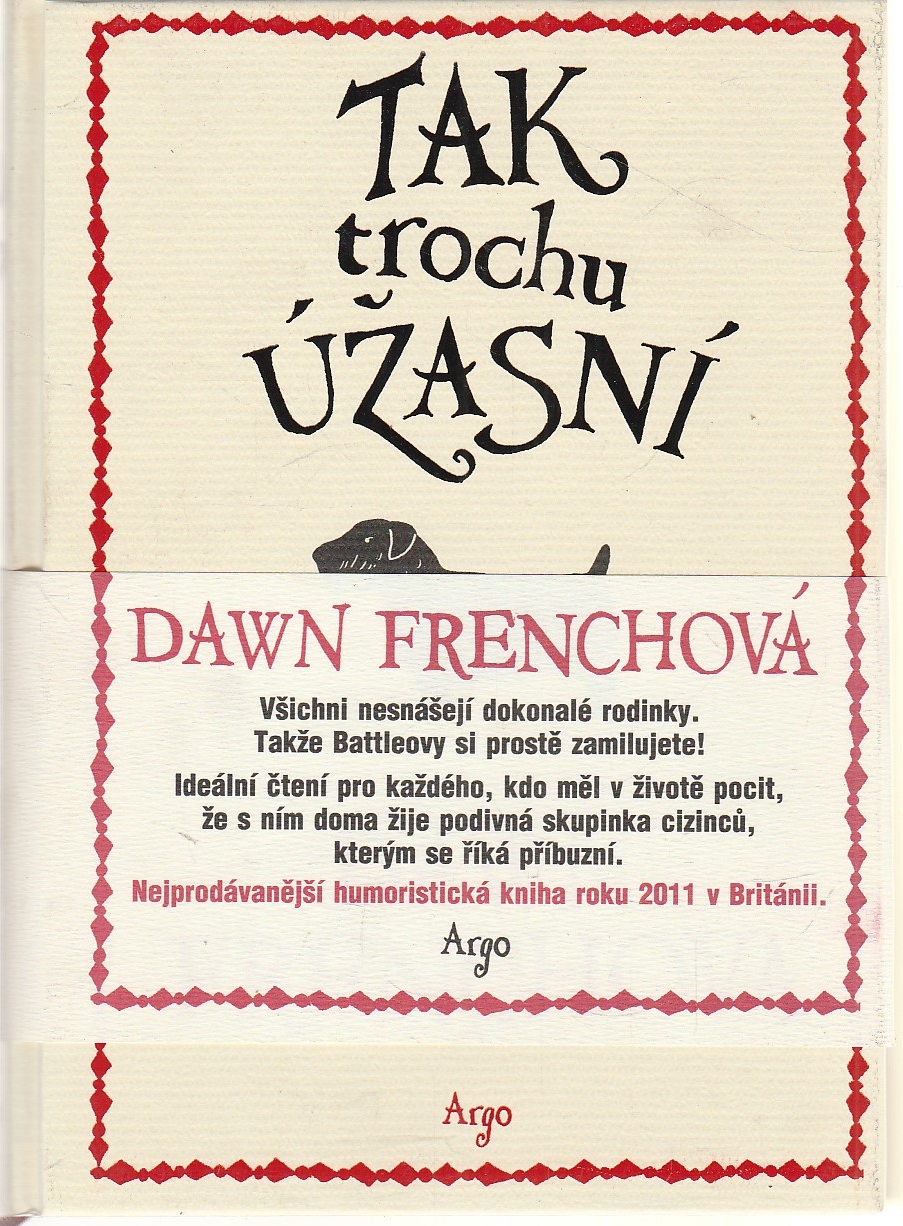 TAK
trochu
ÚŽASNÍ
DAWN FRENCHOVÁ
Všichni nesnášejí dokonalé rodinky.
Takže Battleovy si prostě zamilujete!
Ideální čtení pro každého, kdo měl v životě pocit,
že s ním doma žije podivná skupinka cizinců,
kterým se říká příbuzní.
Nejprodávanější humoristická kniha roku 2011 v Británii.
Argo
Argo